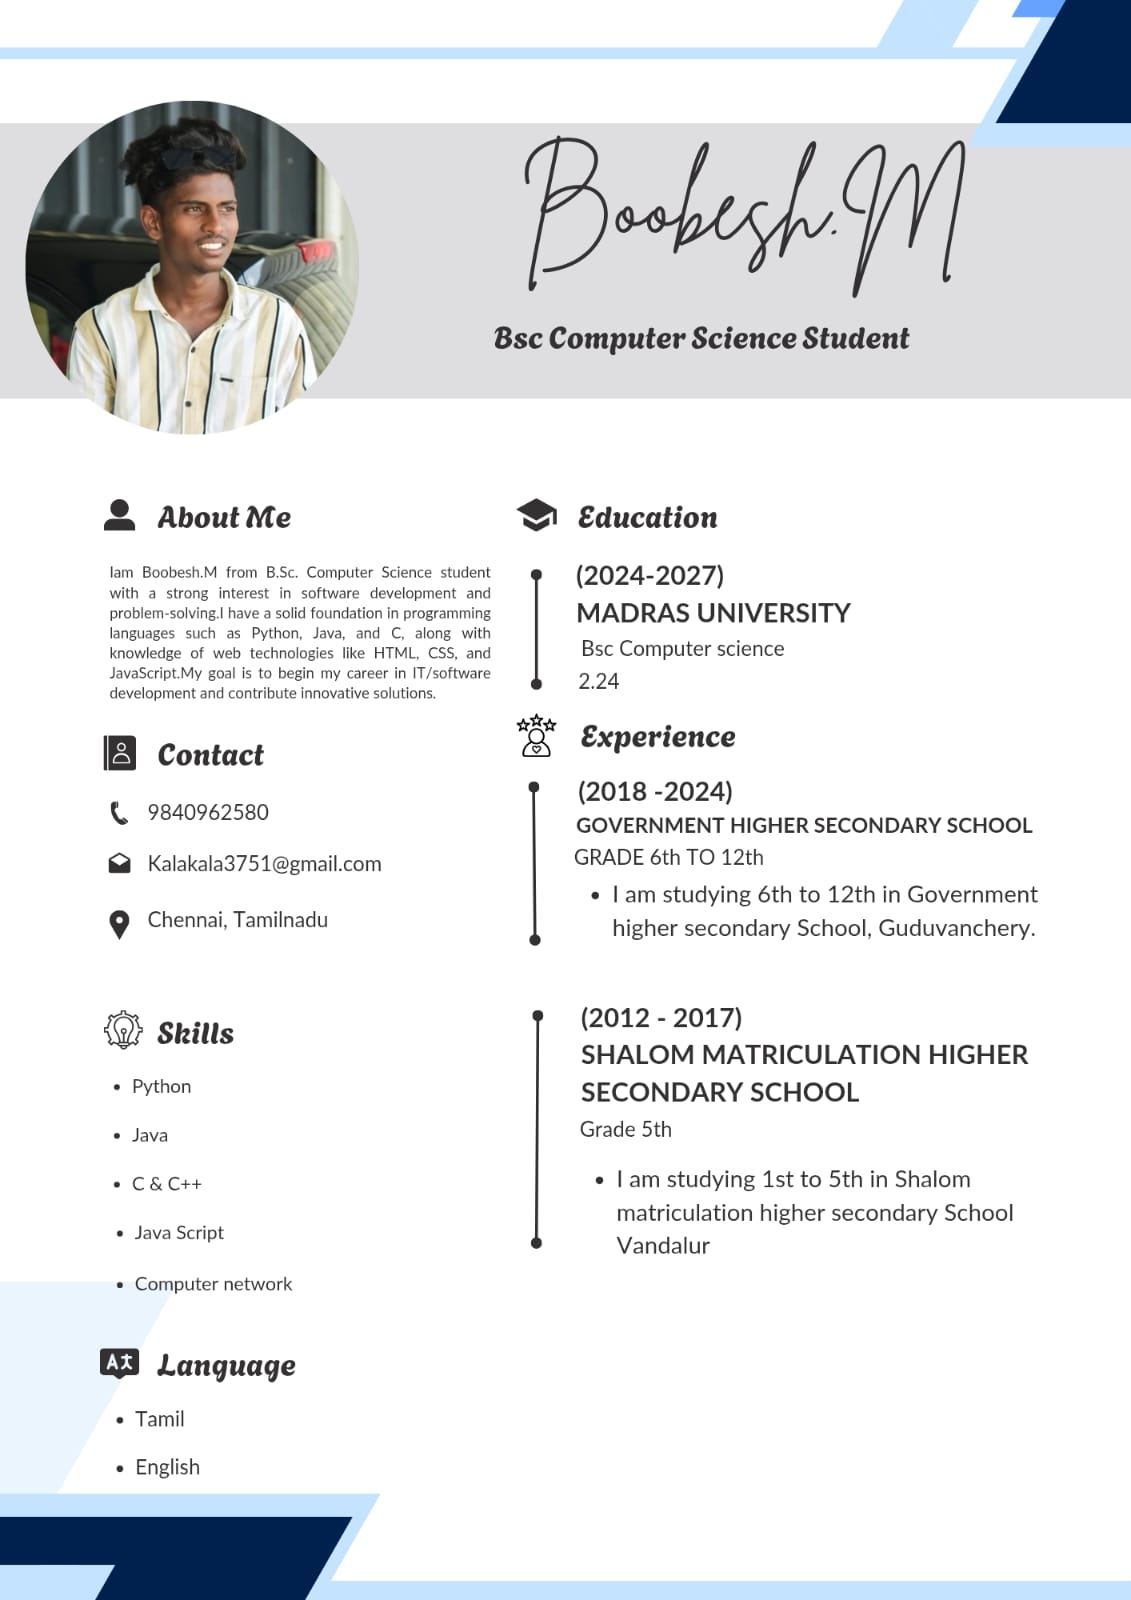 Boobesh.M
Bsc Computer Science Student
About Me
Iam Boobesh.M from B.Sc. Computer Science student
with a strong interest in software development and
problem-solving.I have a solid foundation in programming
languages such as Python, Java, and C, along with
knowledge of web technologies like HTML, CSS, and
JavaScript.My goal is to begin my career in IT/software
development and contribute innovative solutions.
Contact
9840962580
Kalakala3751@gmail.com
Chennai, Tamilnadu
Skills
• Python
• Java
• C & C++
• Java Script
• Computer network
Language
• Tamil
• English
Education
(2024-2027)
MADRAS UNIVERSITY
Bsc Computer science
2.24
Experience
(2018 -2024)
GOVERNMENT HIGHER SECONDARY SCHOOL
GRADE 6th TO 12th
• I am studying 6th to 12th in Government
higher secondary School, Guduvanchery.
(2012 - 2017)
SHALOM MATRICULATION HIGHER
SECONDARY SCHOOL
Grade 5th
• I am studying 1st to 5th in Shalom
matriculation higher secondary School
Vandalur